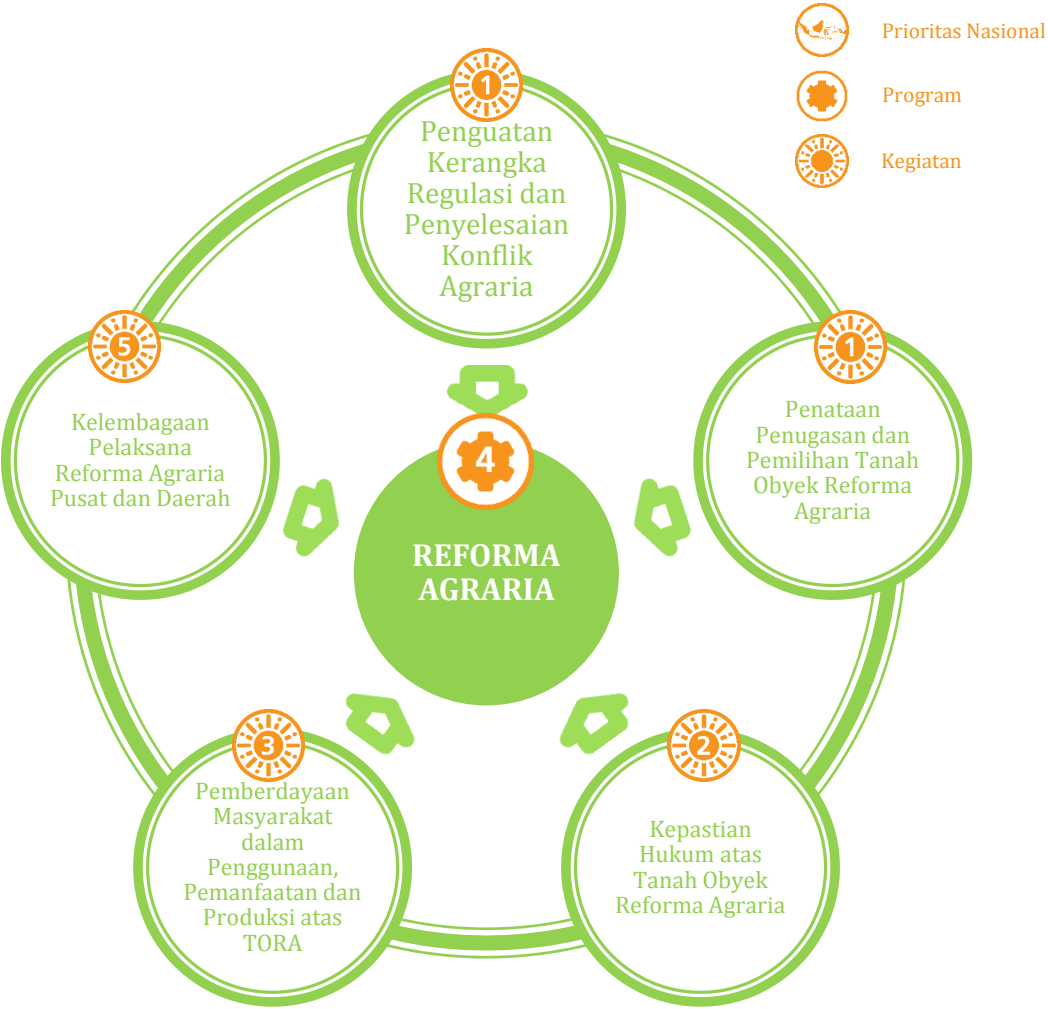 Prioritas Nasional
Program
Kegiatan
1
Penguatan
Kerangka
Regulasi dan
Penyelesaian
Konflik
Agraria
1
Penataan
Penugasan dan
Pemilihan Tanah
Obyek Reforma
Agraria
2
Kepastian
Hukum atas
Tanah Obyek
Reforma Agraria
3
Pemberdayaan
Masyarakat
dalam
Penggunaan,
Pemanfaatan dan
Produksi atas
TORA
5
Kelembagaan
Pelaksana
Reforma Agraria
Pusat dan Daerah
4
REFORMA
AGRARIA